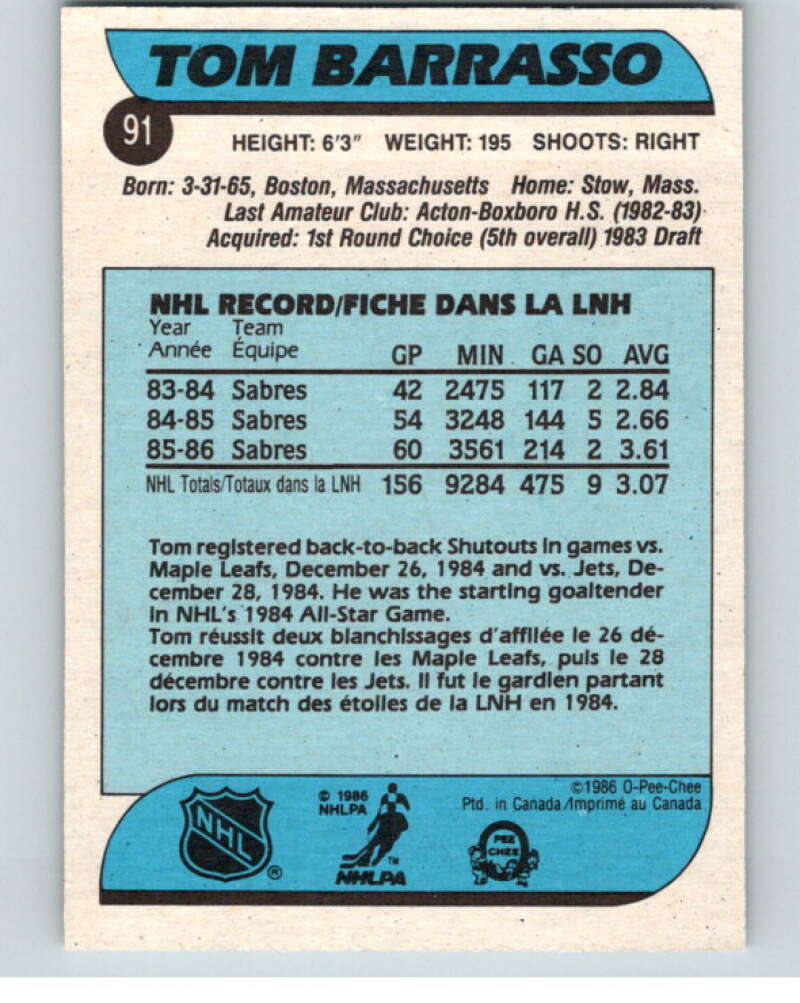 TOM BARRASSO
91
HEIGHT: 6'3" WEIGHT: 195 SHOOTS: RIGHT
Born: 3-31-65, Boston, Massachusetts Home: Stow, Mass.
Last Amateur Club: Acton-Boxboro H.S. (1982-83)
Acquired: 1st Round Choice (5th overall) 1983 Draft
NHL RECORD/FICHE DANS LA LNH
Year Team
Année Équipe GP MIN GA SO AVG
83-84 Sabres 42 2475 117 2 2.84
84-85 Sabres 54 3248 144 5 2.66
85-86 Sabres 60 3561 214 2 3.61
NHL Totals/Totaux dans la LNH 156 9284 475 9 3.07
Tom registered back-to-back Shutouts in games vs.
Maple Leafs, December 26, 1984 and vs. Jets, De-
cember 28, 1984. He was the starting goaltender
in NHL's 1984 All-Star Game.
Tom réussit deux blanchissages d'affilée le 26 dé-
cembre 1984 contre les Maple Leafs, puis le 28
décembre contre les Jets. Il fut le gardien partant
lors du match des étoiles de la LNH en 1984.
©1986 O-Pee-Chee
Ptd. in Canada/Imprimé au Canada
NHL ®
© 1986
NHLPA
TM
NHLPA
PEE
CHEE